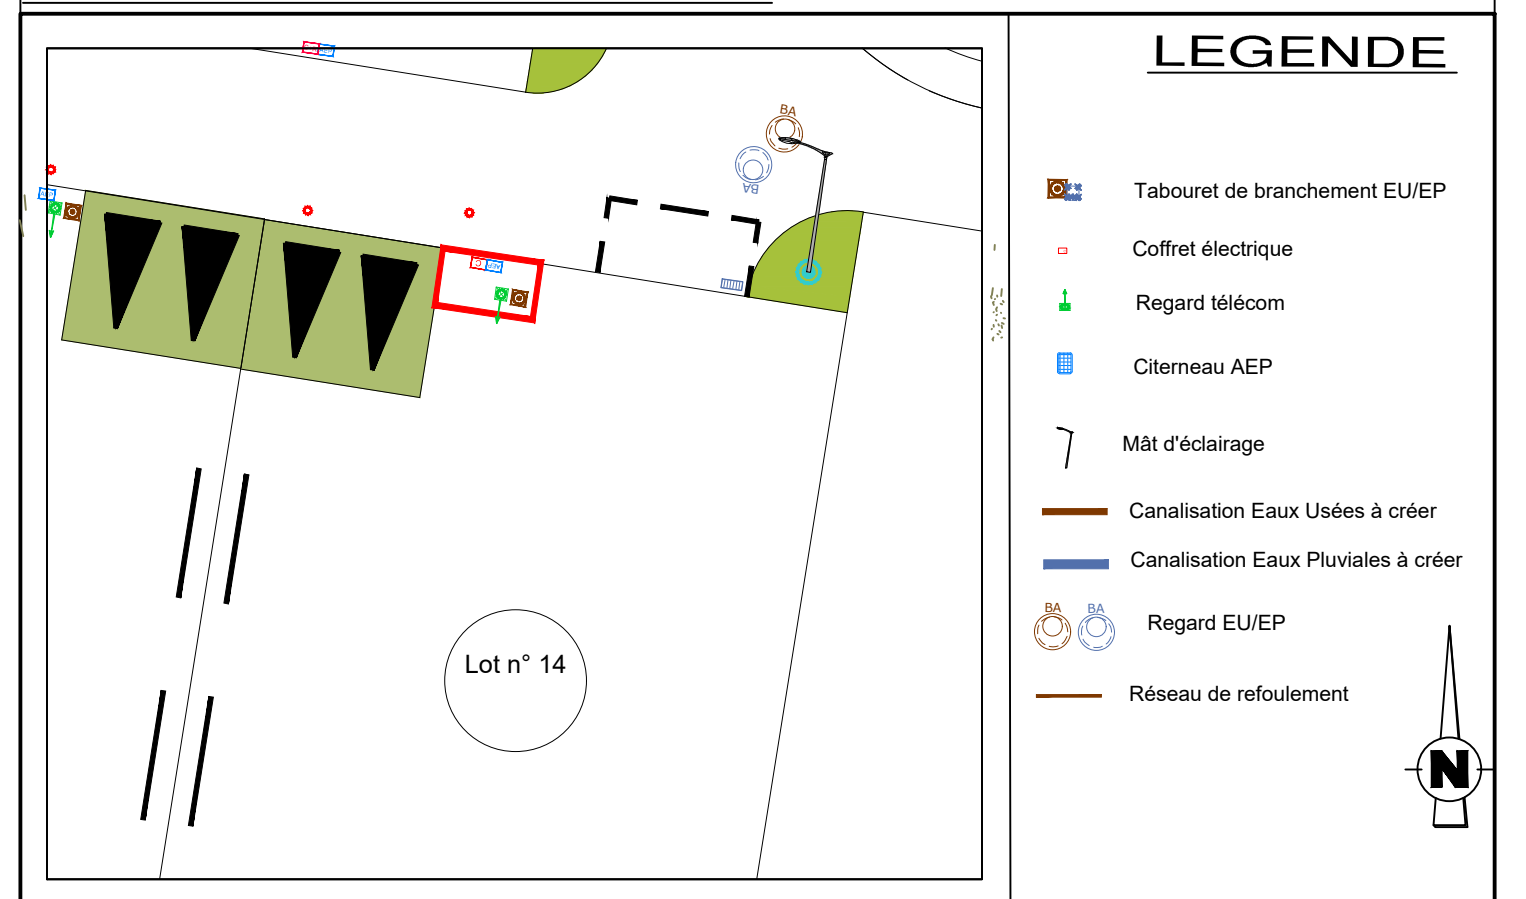 LEGENDE
BA
BA
Tabouret de branchement EU/EP
Coffret électrique
C AEP
Regard télécom
Citerneau AEP
Mât d'éclairage
Canalisation Eaux Usées à créer
Canalisation Eaux Pluviales à créer
BA BA
Regard EU/EP
Lot n° 14
Réseau de refoulement
N